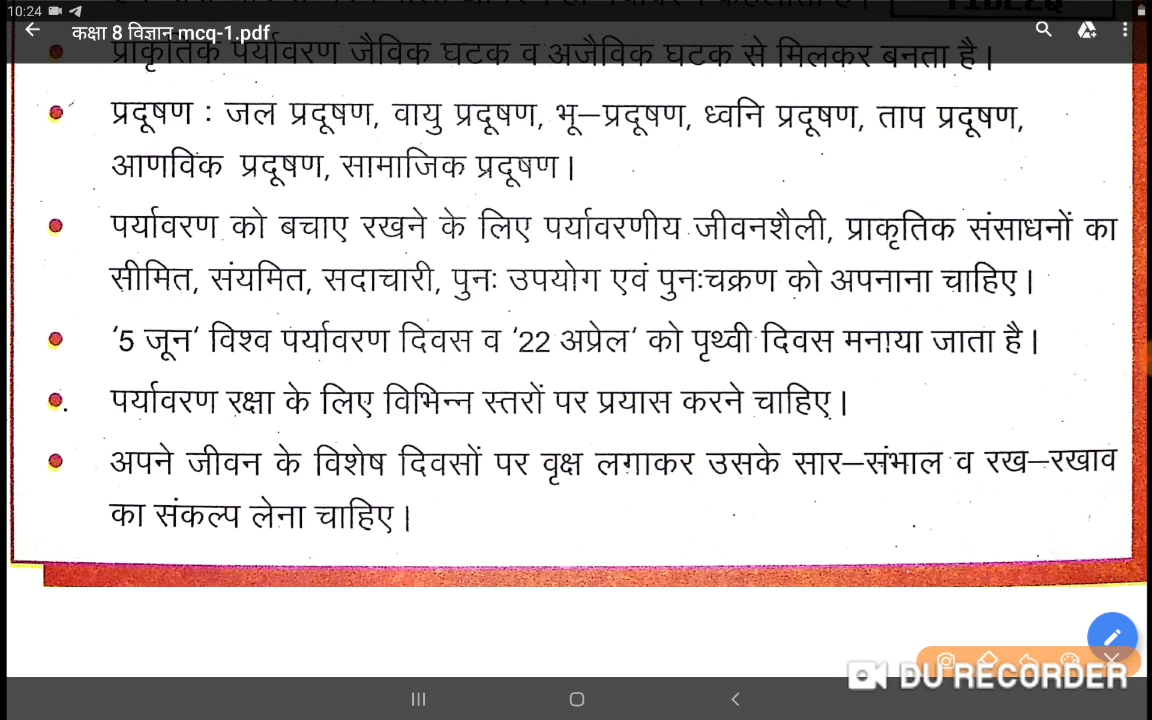 10:24
कक्षा 8 विज्ञान mcq-1.pdf
प्राकृतिक पर्यावरण जैविक घटक व अजैविक घटक से मिलकर बनता है।
प्रदूषण : जल प्रदूषण, वायु प्रदूषण, भू–प्रदूषण, ध्वनि प्रदूषण, ताप प्रदूषण,
आणविक प्रदूषण, सामाजिक प्रदूषण।
पर्यावरण को बचाए रखने के लिए पर्यावरणीय जीवनशैली, प्राकृतिक संसाधनों का
सीमित, संयमित, सदाचारी, पुनः उपयोग एवं पुनःचक्रण को अपनाना चाहिए।
‘5 जून‘ विश्व पर्यावरण दिवस व ‘22 अप्रेल‘ को पृथ्वी दिवस मनाया जाता है।
पर्यावरण रक्षा के लिए विभिन्न स्तरों पर प्रयास करने चाहिए।
अपने जीवन के विशेष दिवसों पर वृक्ष लगाकर उसके सार–संभाल व रख–रखाव
का संकल्प लेना चाहिए।
DU RECORDER